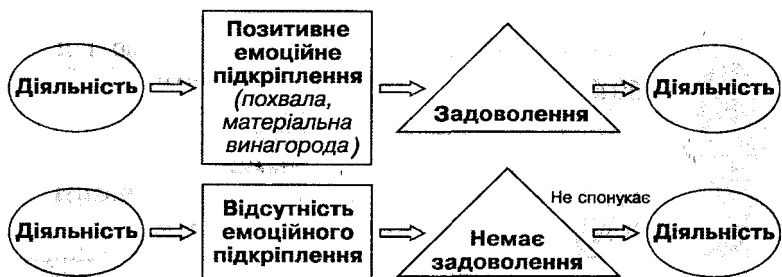 Діяльність
Позитивне
емоційне
підкріплення
(похвала,
матеріальна
винагорода)
Задоволення
Діяльність
Діяльність
Відсутність
емоційного
підкріплення
Немає
задоволення
Не спонукає
Діяльність